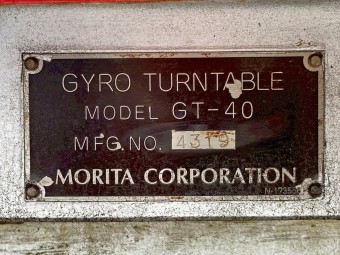 GYRO TURNTABLE
MODEL GT-40
MFG. NO. 4319
MORITA CORPORATION